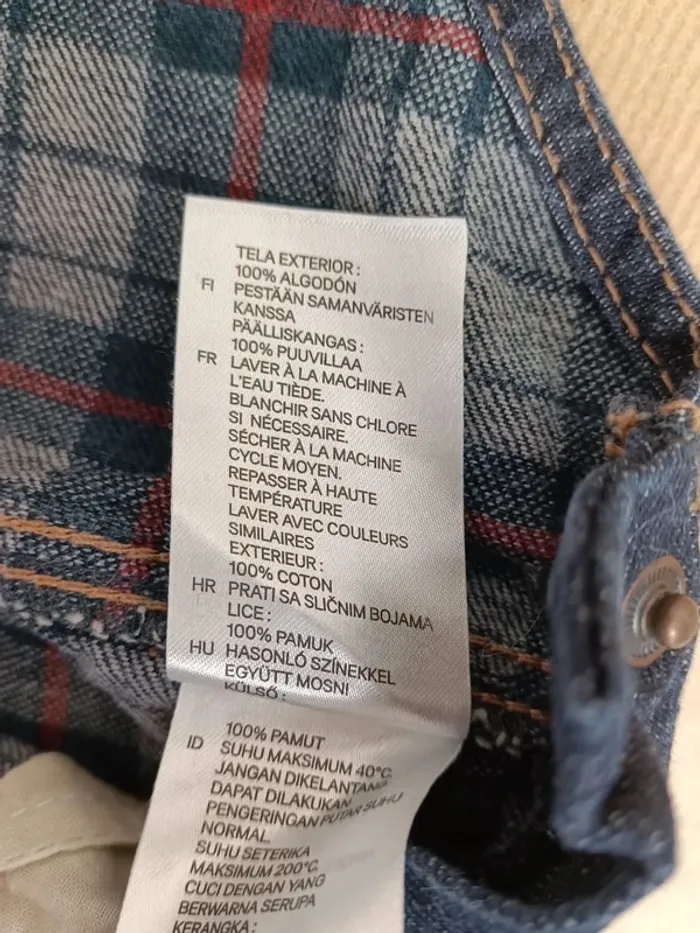 TELA EXTERIOR :
100% ALGODÓN
FI PESTÄÄN SAMANVÄRISTEN
KANSSA
PÄÄLLISKANGAS :
100% PUUVILLAA
FR LAVER À LA MACHINE À
L'EAU TIÈDE.
BLANCHIR SANS CHLORE
SI NÉCESSAIRE.
SÉCHER À LA MACHINE
CYCLE MOYEN.
REPASSER À HAUTE
TEMPÉRATURE
LAVER AVEC COULEURS
SIMILAIRES
EXTERIEUR :
100% COTON
HR PRATI SA SLIČNIM BOJAMA
LICE :
100% PAMUK
HU HASONLÓ SZÍNEKKEL
EGYÜTT MOSNI
KÜLSŐ :
100% PAMUT
ID SUHU MAKSIMUM 40°C
JANGAN DIKELANTANG
DAPAT DILAKUKAN
PENGERINGAN PUTAR SUHU
NORMAL
SUHU SETERIKA
MAKSIMUM 200°C
CUCI DENGAN YANG
BERWARNA SERUPA
KERANGKA :